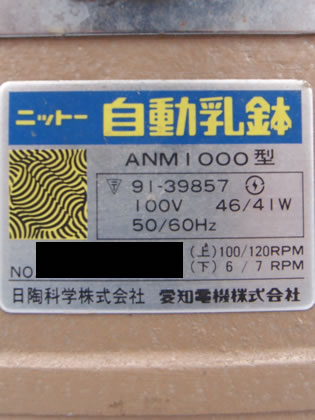 ニットー 自動乳鉢
ANM1000型
91-39857
100V 46/41W
50/60Hz
(上)100/120RPM
NO (下) 6 / 7 RPM
日陶科学株式会社 愛知電機株式会社